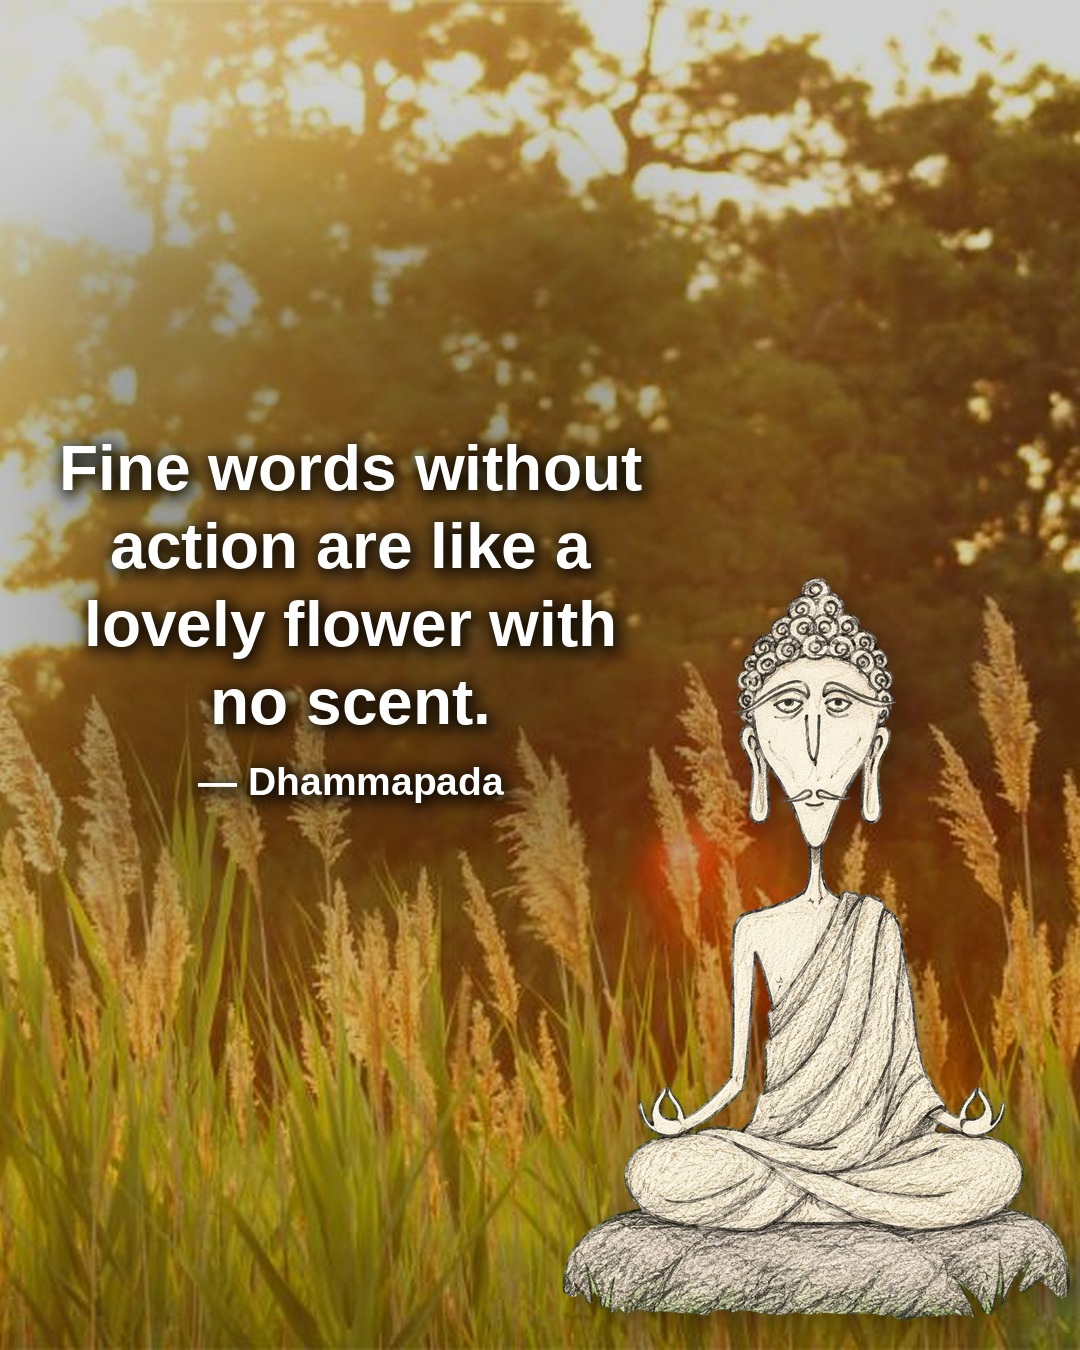 Fine words without
action are like a
lovely flower with
no scent.
— Dhammapada